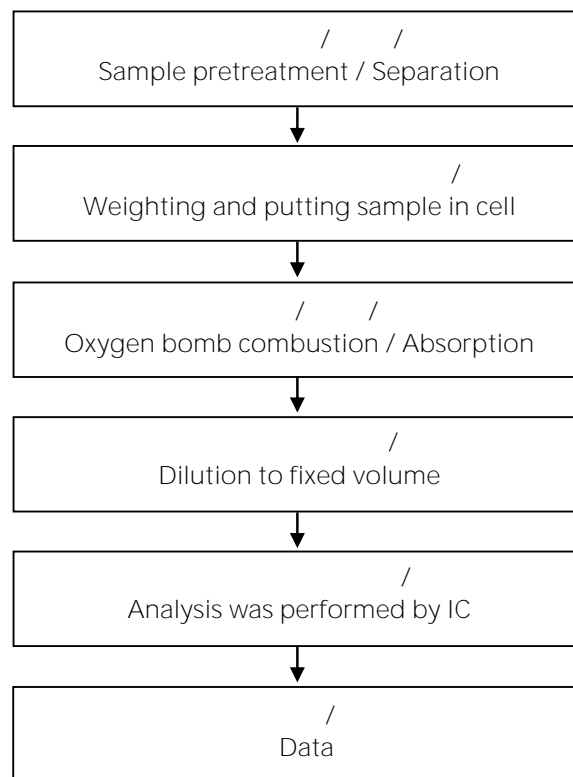 / /
Sample pretreatment / Separation
/
Weighting and putting sample in cell
/ /
Oxygen bomb combustion / Absorption
/
Dilution to fixed volume
/
Analysis was performed by IC
/
Data